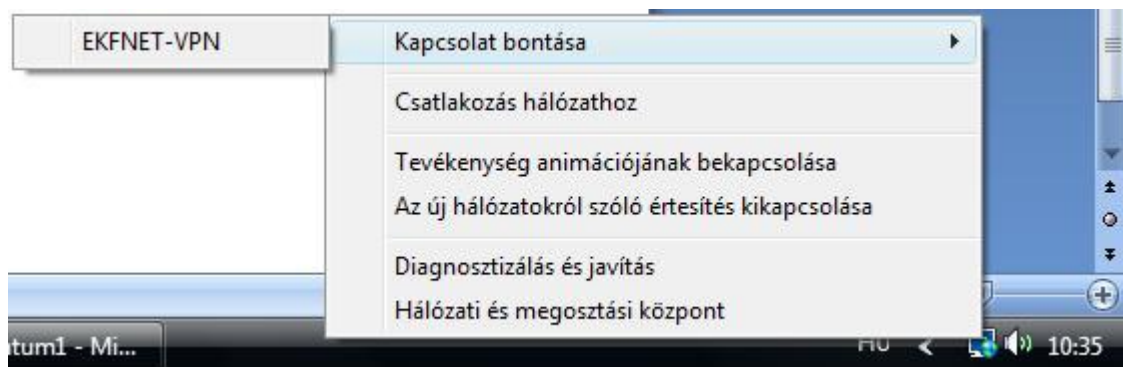 EKFNET-VPN
Kapcsolat bontása
Csatlakozás hálózathoz
Tevékenység animációjának bekapcsolása
Az új hálózatokról szóló értesítés kikapcsolása
Diagnosztizálás és javítás
Hálózati és megosztási központ
tum1 - Mi...
HU
10:35